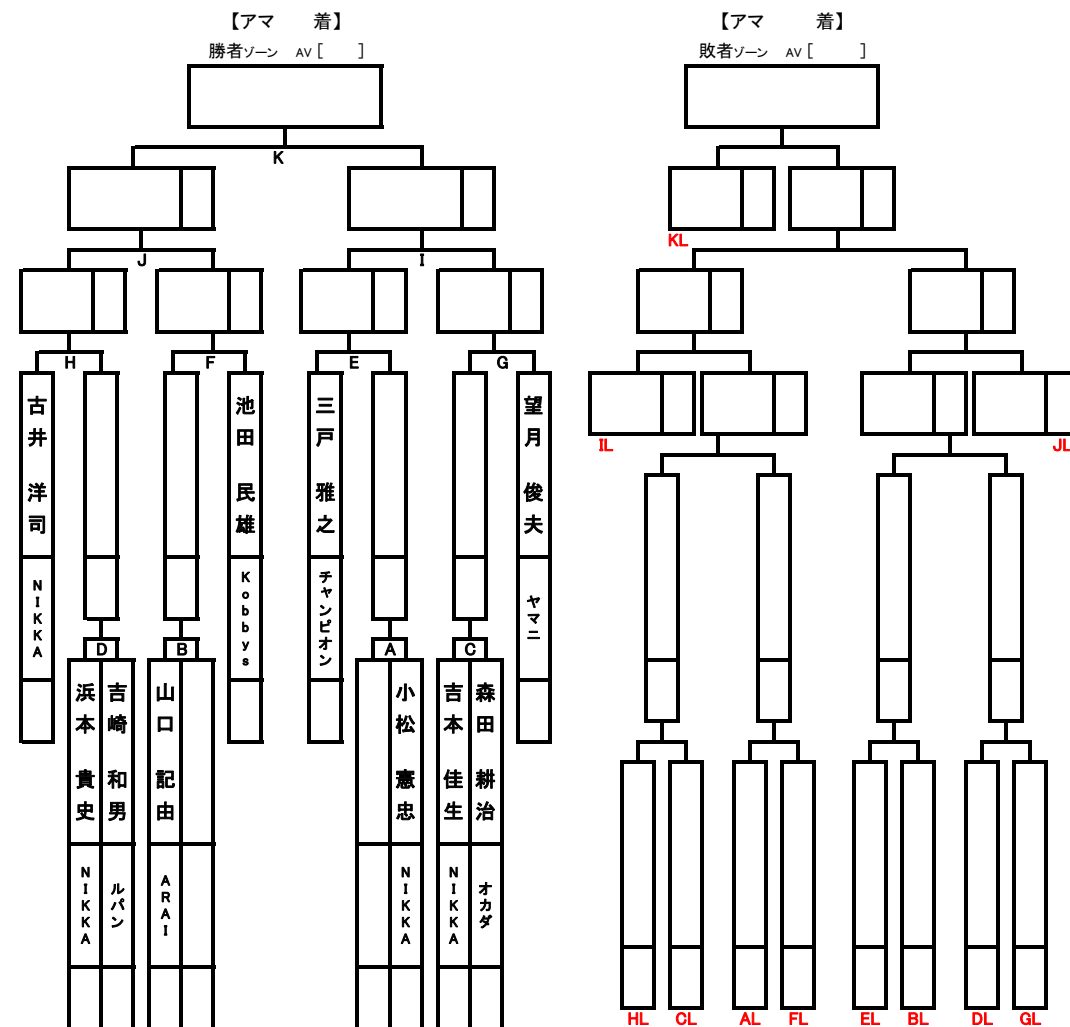 【アマ 着】
勝者ゾーン AV [ ]
K
J
I
H
F
E
G
古井 洋司
池田 民雄
三戸 雅之
望月 俊夫
NIKKA
Kobbys
チャンピオン
ヤマニ
D
B
A
C
浜本 貴史
吉崎 和男
山口 記由
小松 憲忠
吉本 佳生
森田 耕治
NIKKA
ルパン
ARAI
NIKKA
NIKKA
オカダ
【アマ 着】
敗者ゾーン AV [ ]
KL
IL
JL
HL
CL
AL
FL
EL
BL
DL
GL